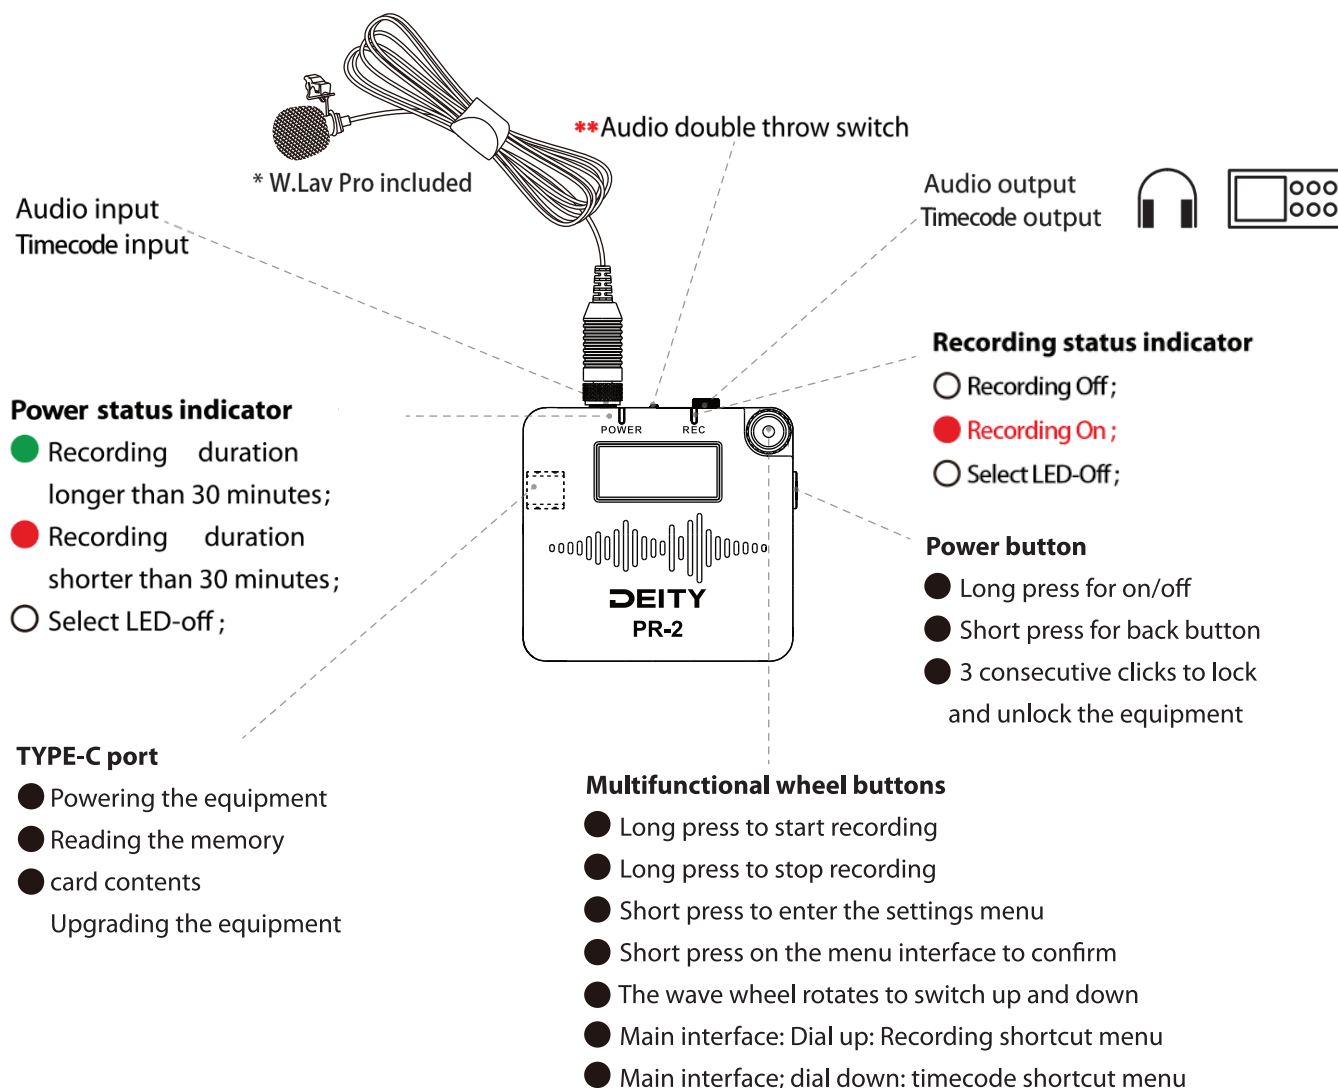 **Audio double throw switch
* W.Lav Pro included
Audio input
Timecode input
Audio output
Timecode output
Recording status indicator
Recording Off;
Recording On;
Select LED-Off;
Power status indicator
Recording duration
longer than 30 minutes;
Recording duration
shorter than 30 minutes;
Select LED-off;
POWER
REC
DEITY
PR-2
Power button
Long press for on/off
Short press for back button
3 consecutive clicks to lock
and unlock the equipment
TYPE-C port
Powering the equipment
Reading the memory
card contents
Upgrading the equipment
Multifunctional wheel buttons
Long press to start recording
Long press to stop recording
Short press to enter the settings menu
Short press on the menu interface to confirm
The wave wheel rotates to switch up and down
Main interface: Dial up: Recording shortcut menu
Main interface; dial down: timecode shortcut menu